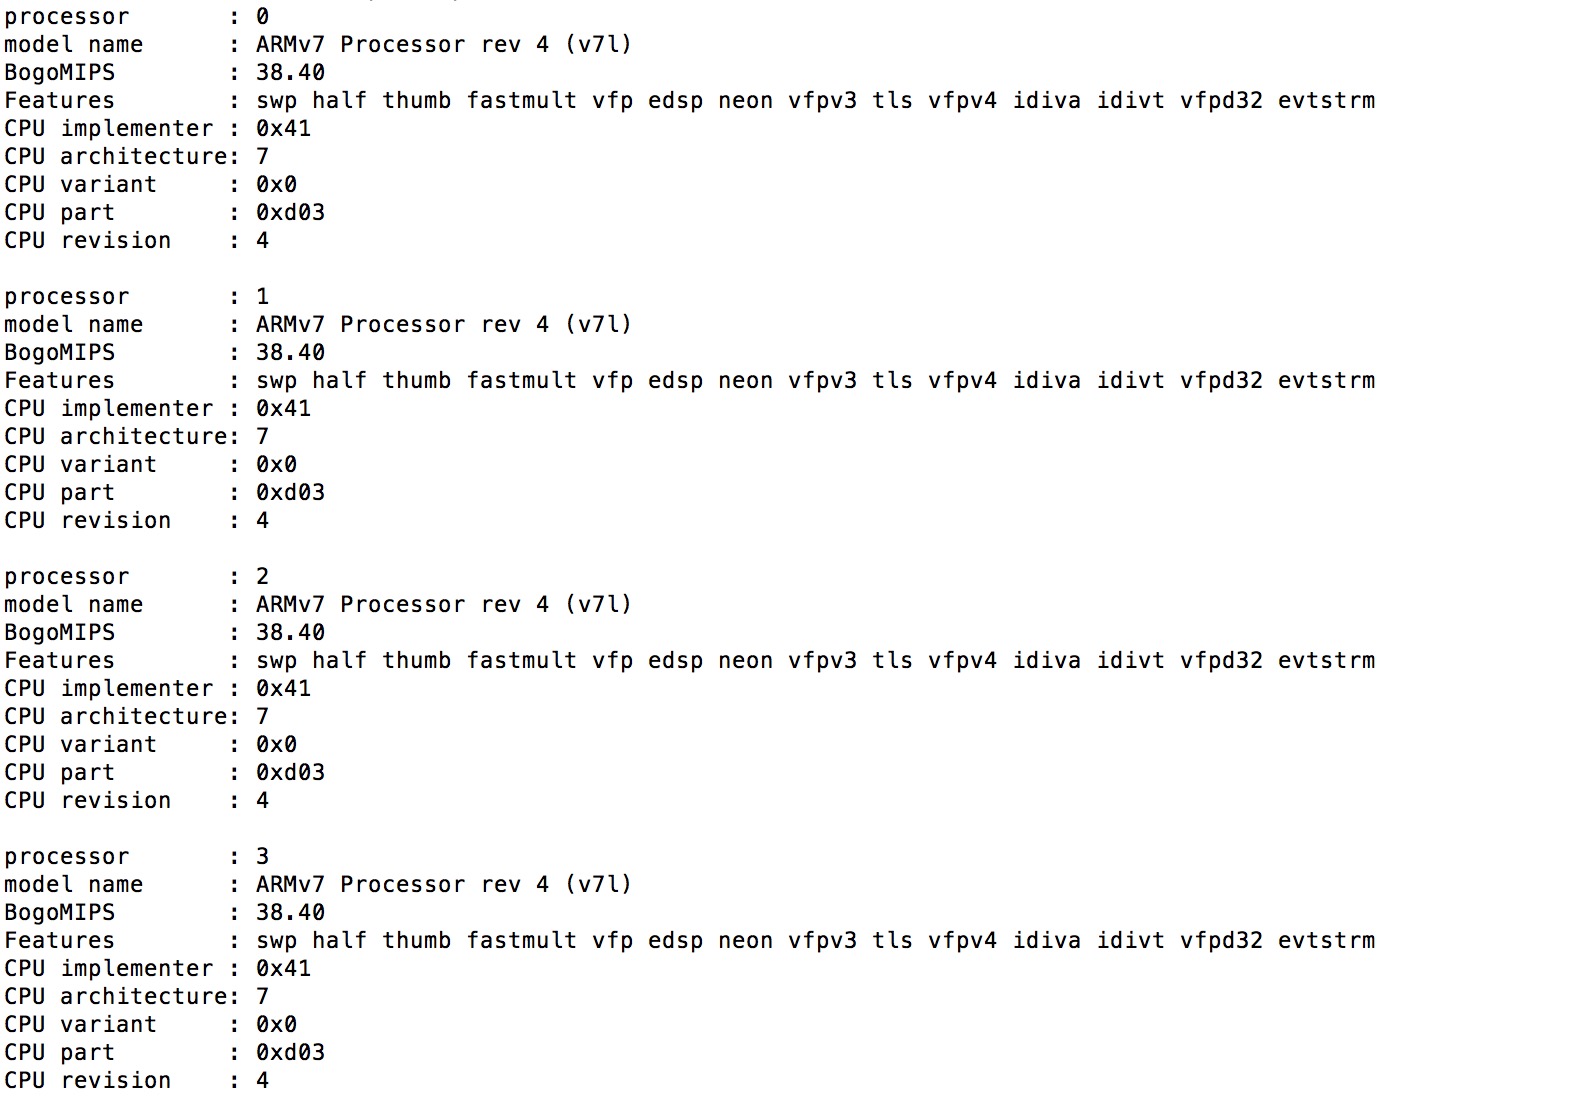 processor       : 0
model name      : ARMv7 Processor rev 4 (v7l)
BogoMIPS        : 38.40
Features        : swp half thumb fastmult vfp edsp neon vfpv3 tls vfpv4 idiva idivt vfpd32 evtstrm
CPU implementer : 0x41
CPU architecture: 7
CPU variant     : 0x0
CPU part        : 0xd03
CPU revision    : 4

processor       : 1
model name      : ARMv7 Processor rev 4 (v7l)
BogoMIPS        : 38.40
Features        : swp half thumb fastmult vfp edsp neon vfpv3 tls vfpv4 idiva idivt vfpd32 evtstrm
CPU implementer : 0x41
CPU architecture: 7
CPU variant     : 0x0
CPU part        : 0xd03
CPU revision    : 4

processor       : 2
model name      : ARMv7 Processor rev 4 (v7l)
BogoMIPS        : 38.40
Features        : swp half thumb fastmult vfp edsp neon vfpv3 tls vfpv4 idiva idivt vfpd32 evtstrm
CPU implementer : 0x41
CPU architecture: 7
CPU variant     : 0x0
CPU part        : 0xd03
CPU revision    : 4

processor       : 3
model name      : ARMv7 Processor rev 4 (v7l)
BogoMIPS        : 38.40
Features        : swp half thumb fastmult vfp edsp neon vfpv3 tls vfpv4 idiva idivt vfpd32 evtstrm
CPU implementer : 0x41
CPU architecture: 7
CPU variant     : 0x0
CPU part        : 0xd03
CPU revision    : 4